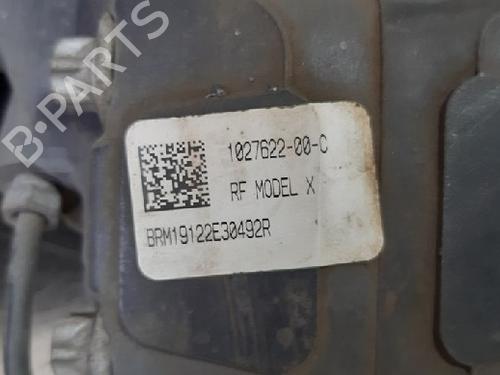 B-PARTS
1027622-00-C
RF MODEL X
BRM19122E30492R